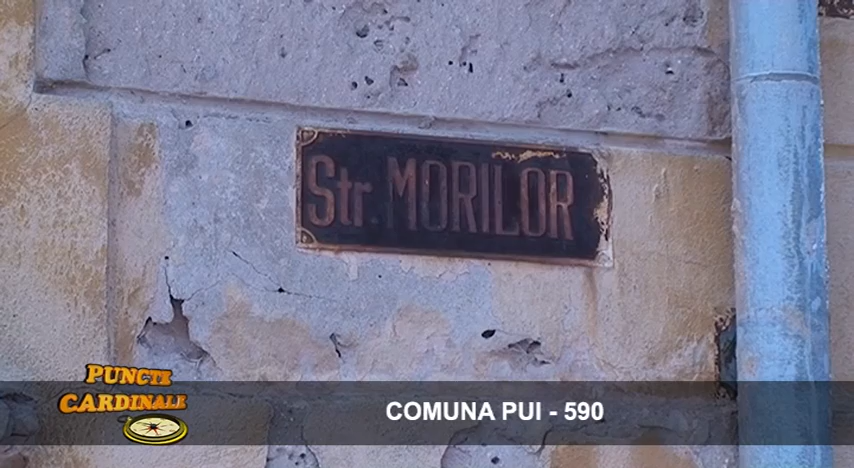 Str. MORILOR
PUNCTE
CARDINALE
COMUNA PUI - 590